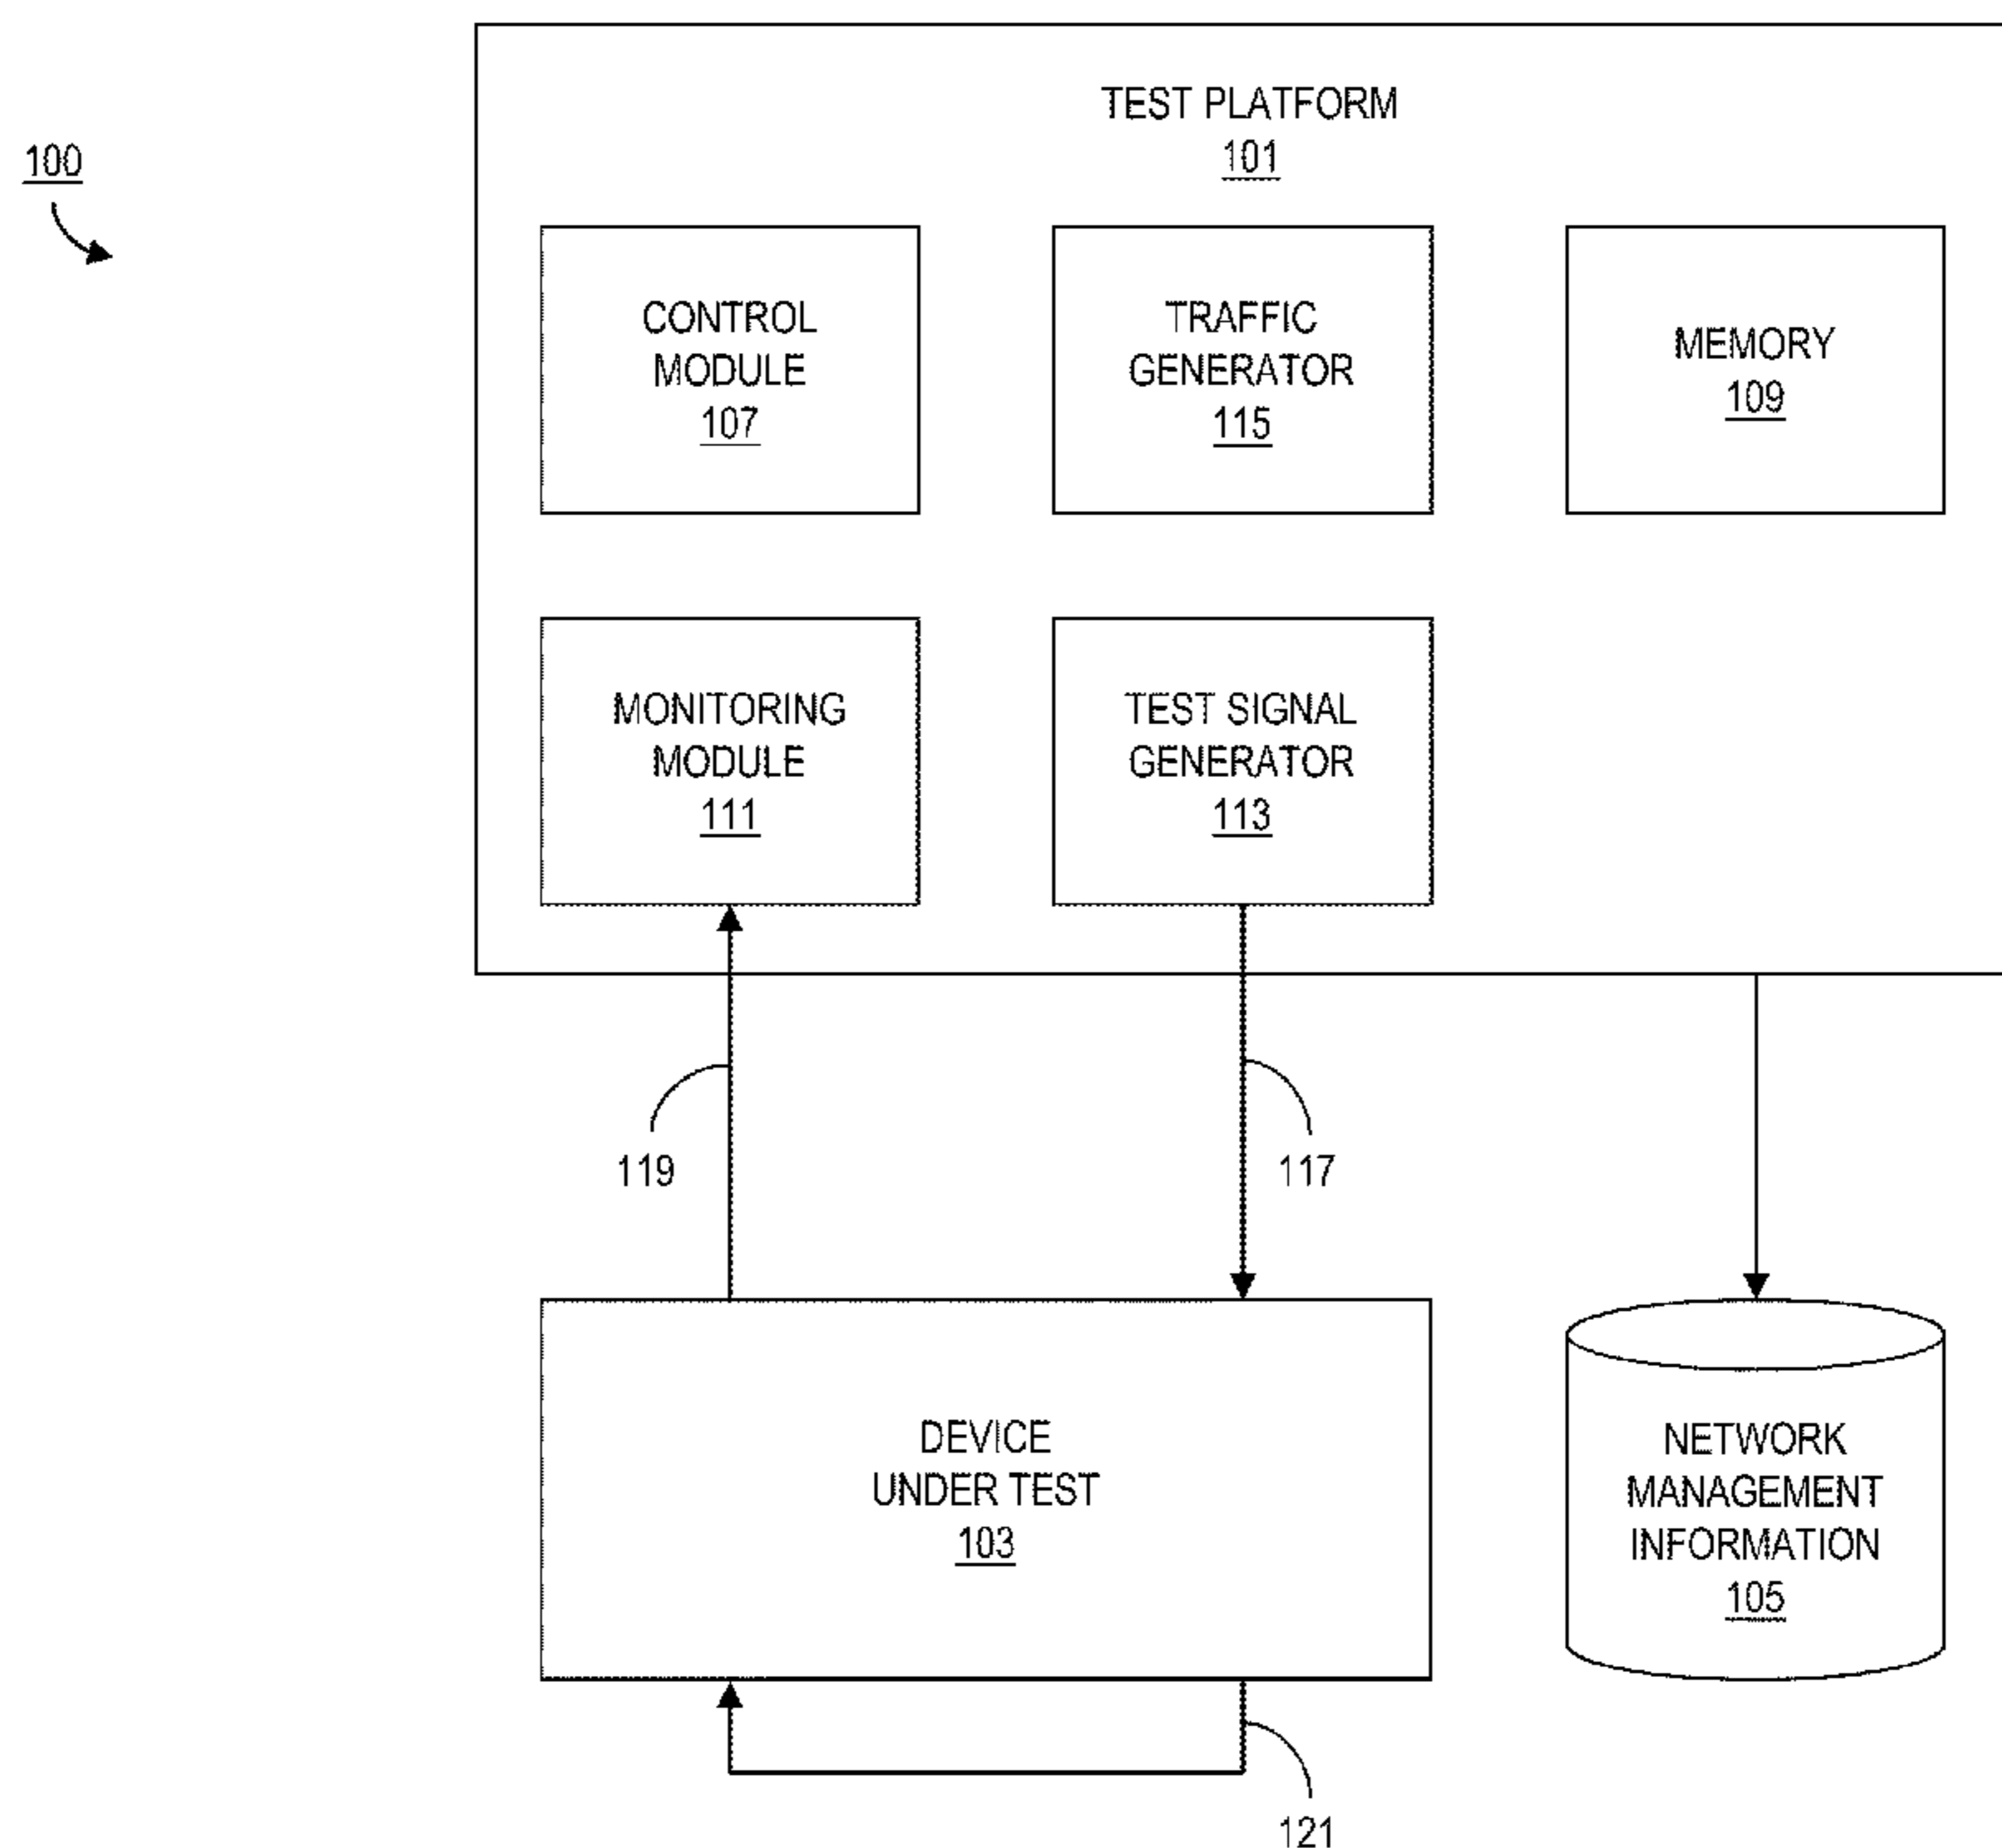 100
TEST PLATFORM
101
CONTROL
MODULE
107
TRAFFIC
GENERATOR
115
MEMORY
109
MONITORING
MODULE
111
TEST SIGNAL
GENERATOR
113
119
117
DEVICE
UNDER TEST
103
NETWORK
MANAGEMENT
INFORMATION
105
121